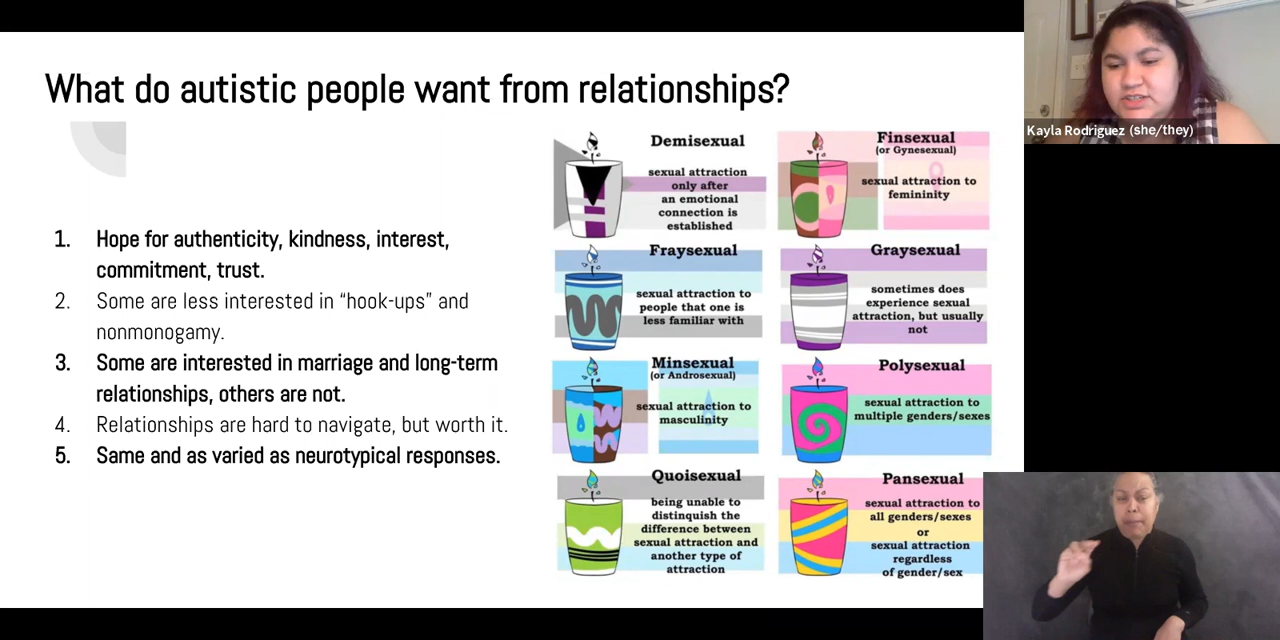 What do autistic people want from relationships?
1. Hope for authenticity, kindness, interest,
commitment, trust.
2. Some are less interested in “hook-ups” and
nonmonogamy.
3. Some are interested in marriage and long-term
relationships, others are not.
4. Relationships are hard to navigate, but worth it.
5. Same and as varied as neurotypical responses.
Demisexual
sexual attraction
only after
an emotional
connection is
established
Finsexual
(or Gynesexual)
sexual attraction to
femininity
Fraysexual
sexual attraction to
people that one is
less familiar with
Graysexual
sometimes does
experience sexual
attraction, but usually
not
Minsexual
(or Androsexual)
sexual attraction to
masculinity
Polysexual
sexual attraction to
multiple genders/sexes
Quoisexual
being unable to
distinquish the
difference between
sexual attraction and
another type of
attraction
Pansexual
sexual attraction to
all genders/sexes
or
sexual attraction
regardless
of gender/sex
Kayla Rodriguez (she/they)